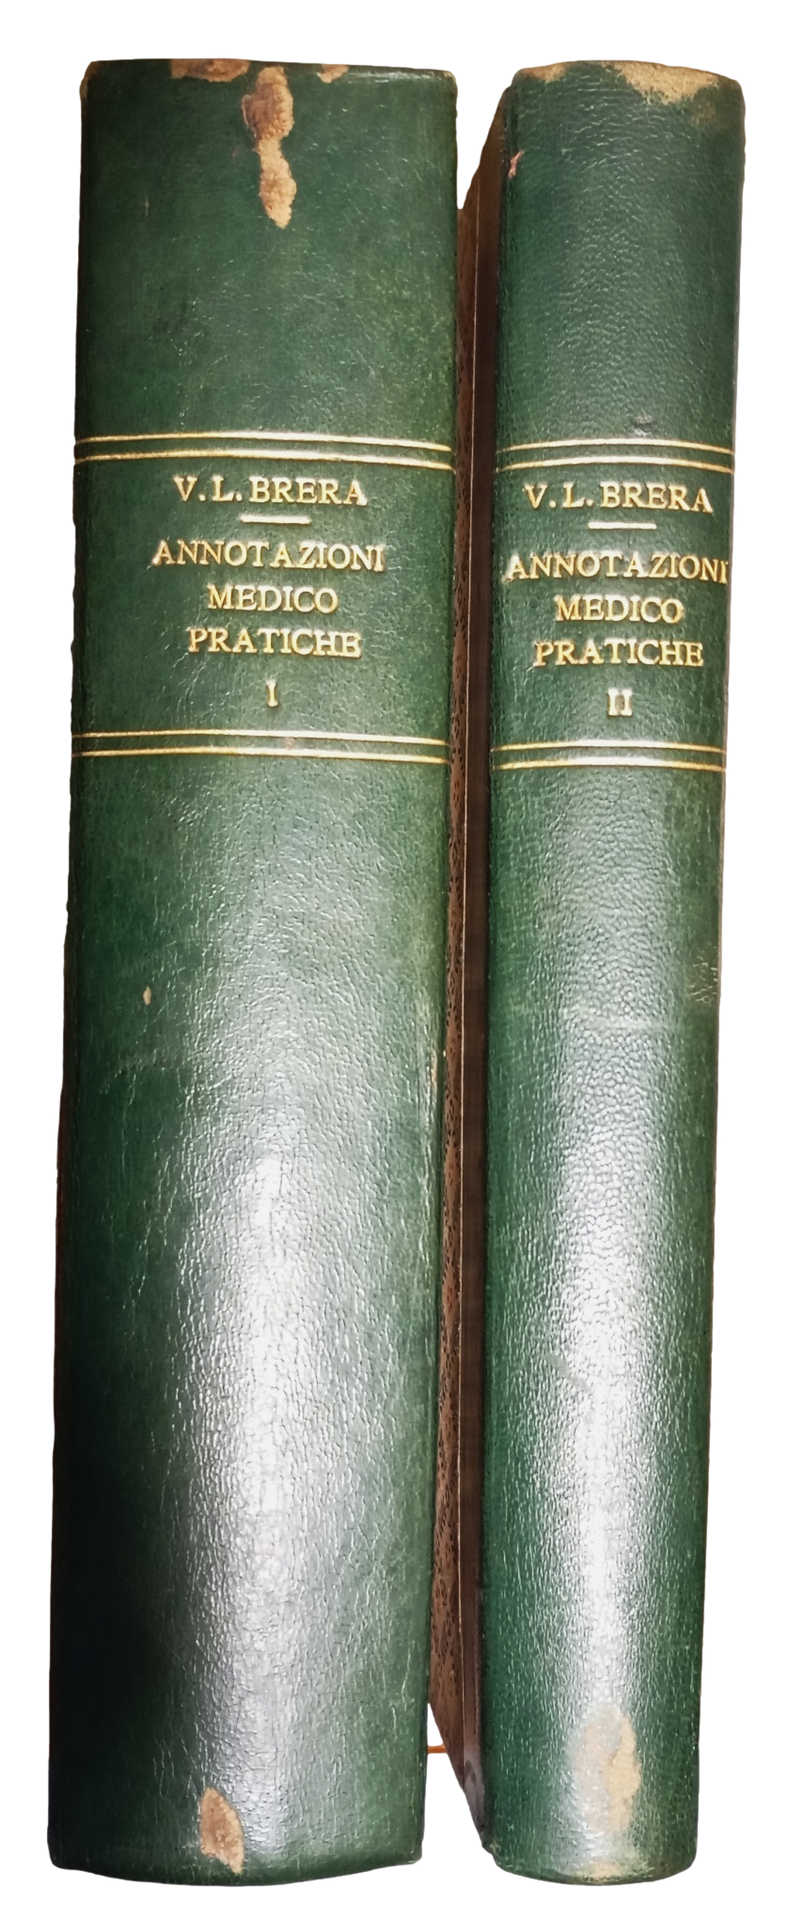 V. L. BRERA
ANNOTAZIONI
MEDICO
PRATICHE
I
V. L. BRERA
ANNOTAZIONI
MEDICO
PRATICHE
II